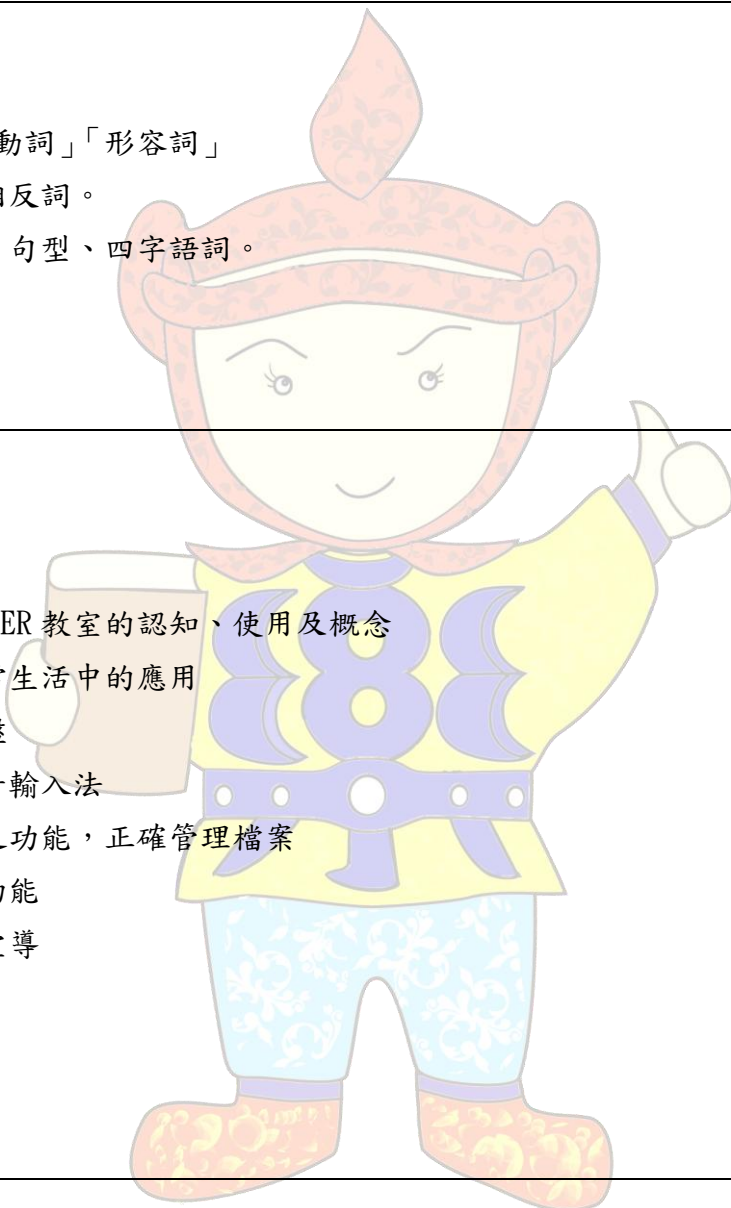 動詞」「形容詞」
反詞。
句型、四字語詞。
ER 教室的認知、使用及概念
生活中的應用
輸入法
功能，正確管理檔案
功能
導